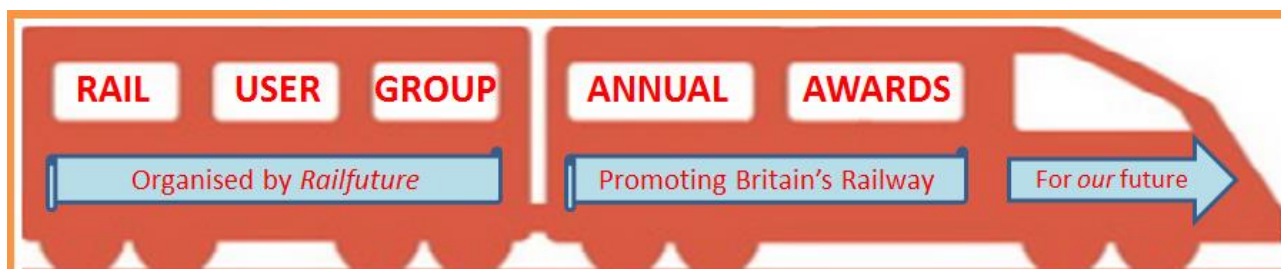 RAIL USER GROUP ANNUAL AWARDS
Organised by Railfuture
Promoting Britain's Railway
For our future